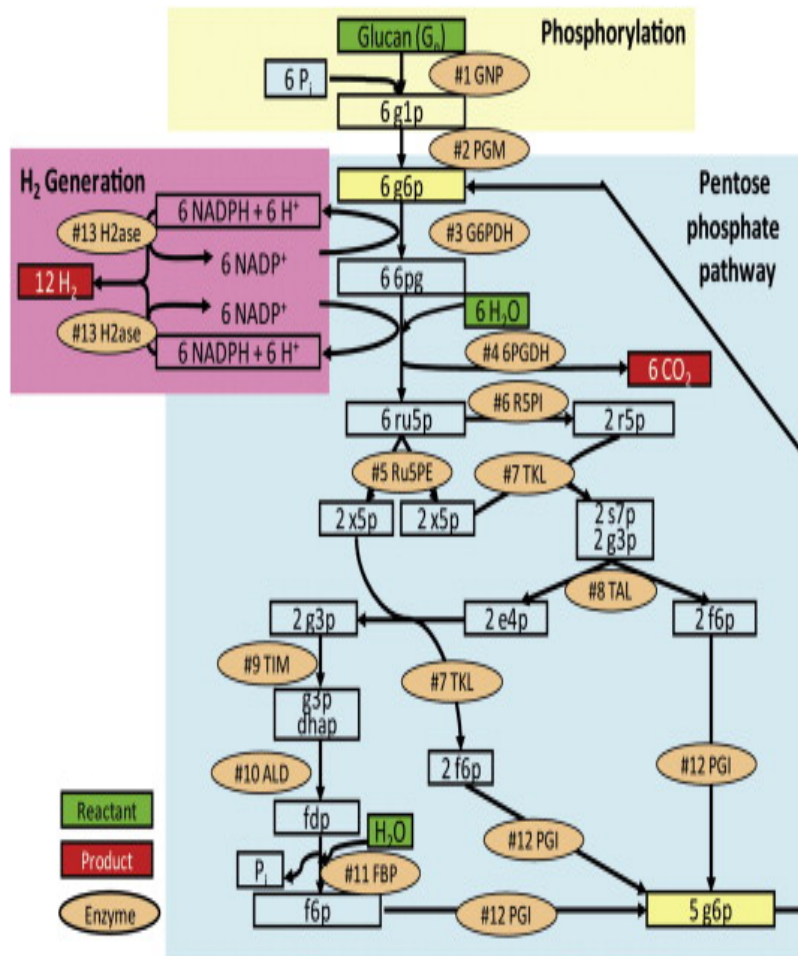 Glucan (Gₙ)
Phosphorylation
6 Pᵢ
#1 GNP
6 g1p
#2 PGM
H₂ Generation
6 g6p
Pentose
phosphate
pathway
6 NADPH + 6 H⁺
#13 H2ase
#3 G6PDH
6 NADP⁺
6 6pg
12 H₂
6 NADP⁺
6 H₂O
#13 H2ase
6 NADPH + 6 H⁺
#4 6PGDH
6 CO₂
6 ru5p
#6 R5PI
2 r5p
#5 Ru5PE
#7 TKL
2 x5p
2 x5p
2 s7p
2 g3p
#8 TAL
2 g3p
2 e4p
2 f6p
#9 TIM
#7 TKL
g3p
dhap
#10 ALD
2 f6p
#12 PGI
Reactant
fdp
H₂O
#12 PGI
Product
Pᵢ
#11 FBP
Enzyme
f6p
#12 PGI
5 g6p